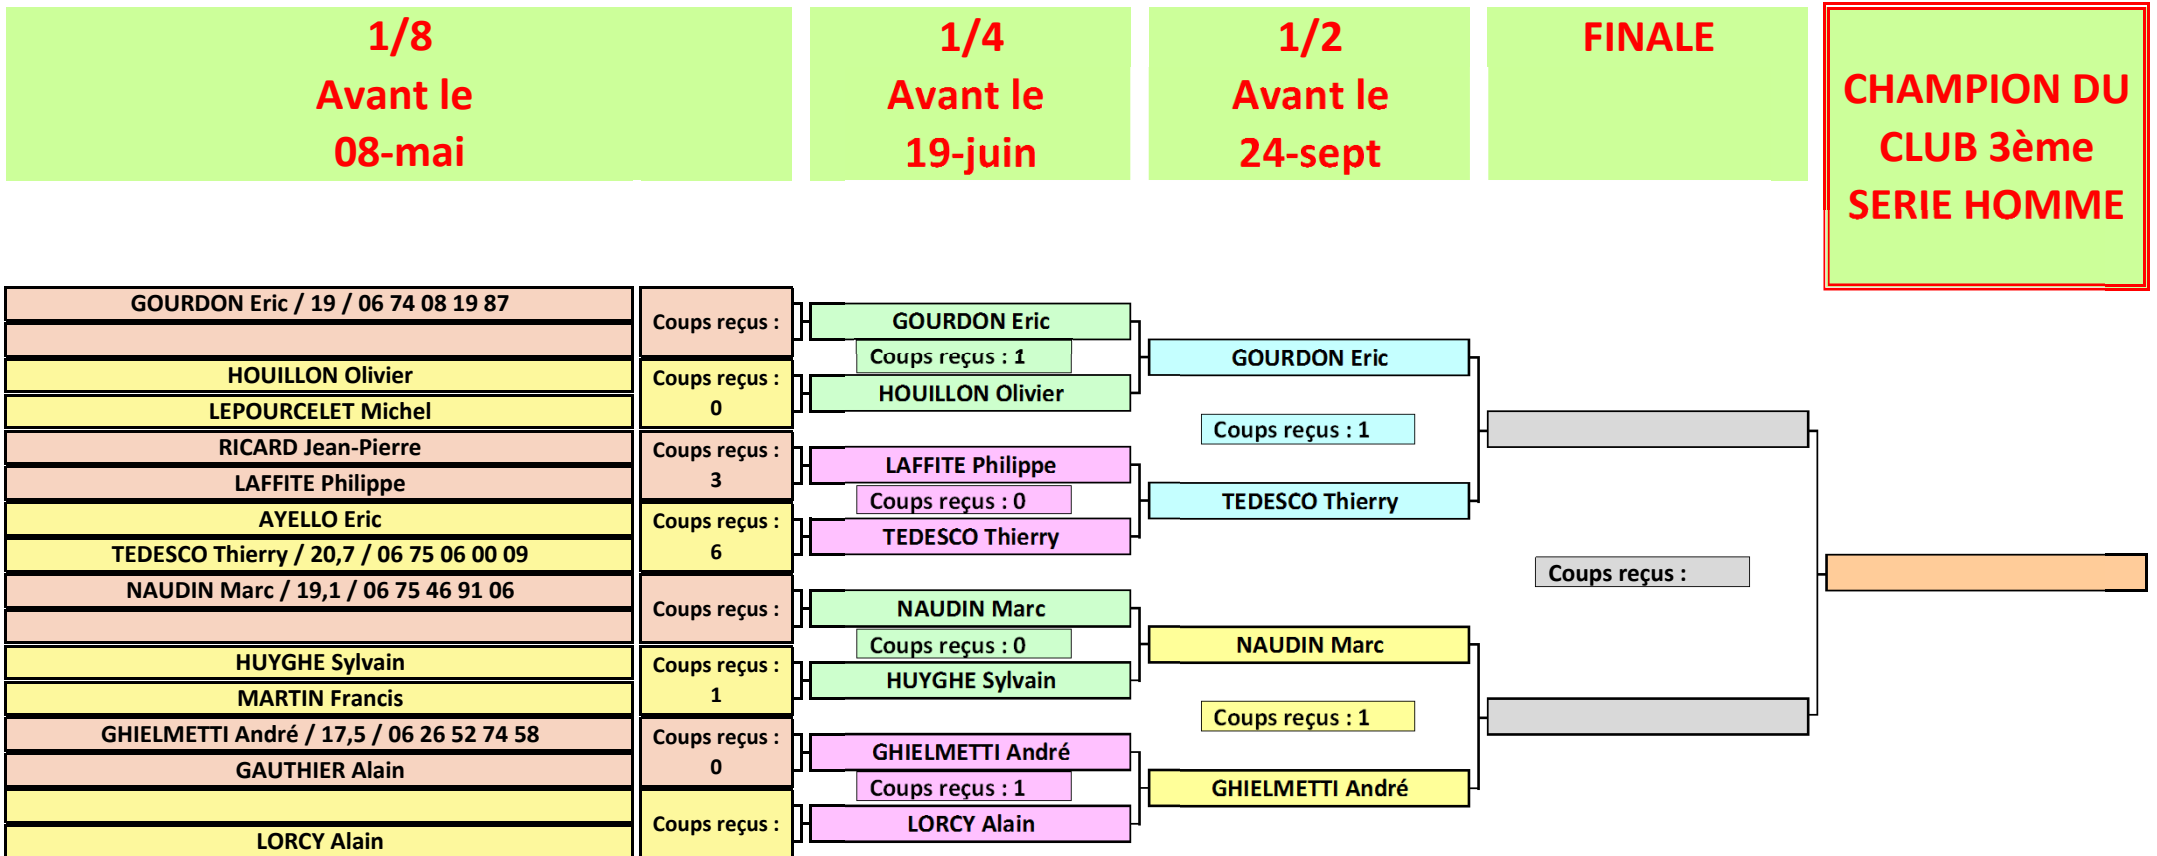 1/8
Avant le
08-mai
1/4
Avant le
19-juin
1/2
Avant le
24-sept
FINALE
CHAMPION DU
CLUB 3ème
SERIE HOMME
GOURDON Eric / 19 / 06 74 08 19 87
Coups reçus :
HOUILLON Olivier
LEPOURCELET Michel
Coups reçus :
0
RICARD Jean-Pierre
LAFFITE Philippe
Coups reçus :
3
AYELLO Eric
TEDESCO Thierry / 20,7 / 06 75 06 00 09
Coups reçus :
6
NAUDIN Marc / 19,1 / 06 75 46 91 06
Coups reçus :
HUYGHE Sylvain
MARTIN Francis
Coups reçus :
1
GHIELMETTI André / 17,5 / 06 26 52 74 58
GAUTHIER Alain
Coups reçus :
0
LORCY Alain
Coups reçus :
GOURDON Eric
Coups reçus : 1
HOUILLON Olivier
LAFFITE Philippe
Coups reçus : 0
TEDESCO Thierry
NAUDIN Marc
Coups reçus : 0
HUYGHE Sylvain
GHIELMETTI André
Coups reçus : 1
LORCY Alain
GOURDON Eric
Coups reçus : 1
TEDESCO Thierry
NAUDIN Marc
Coups reçus : 1
GHIELMETTI André
Coups reçus :